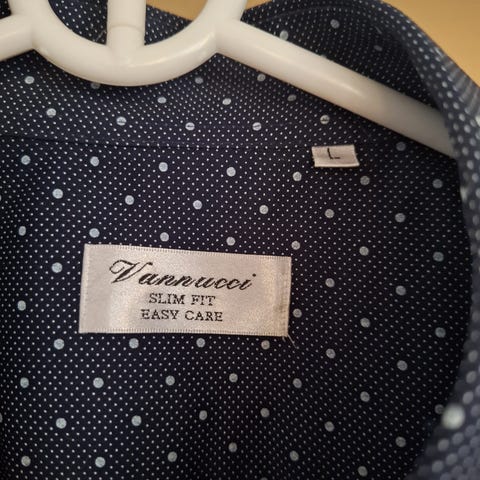 L
Vannucci
SLIM FIT
EASY CARE